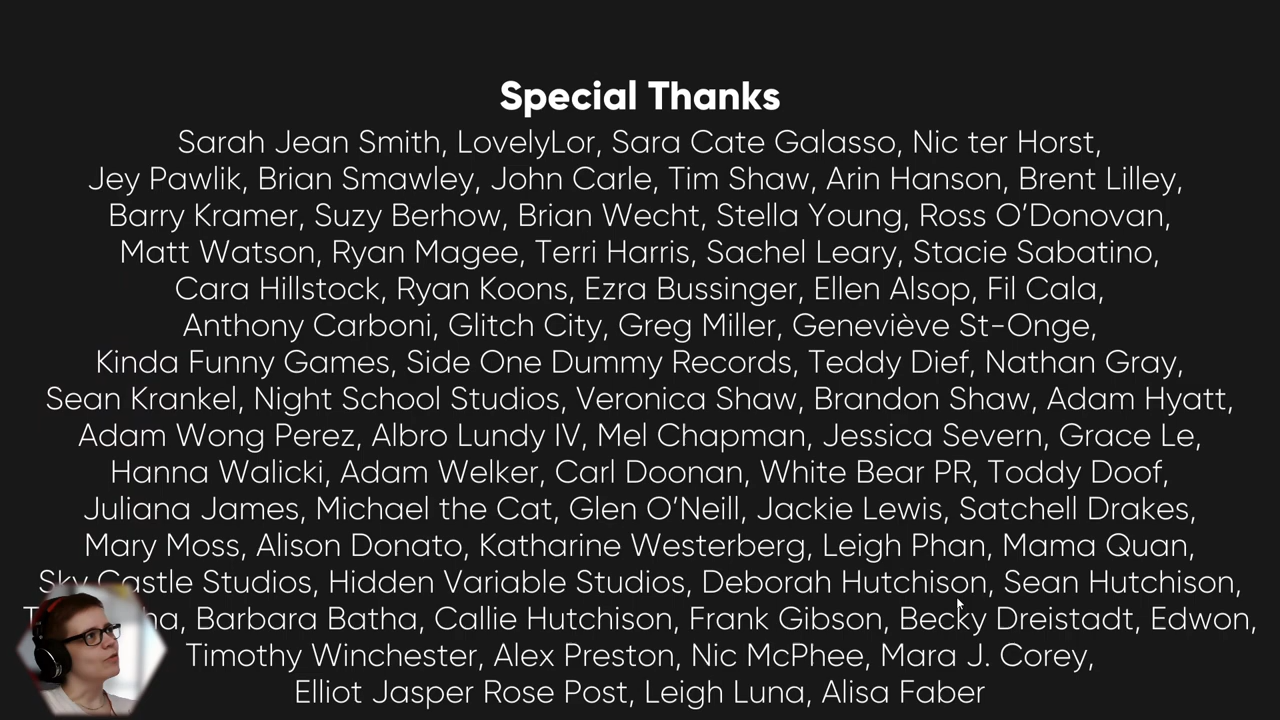 Special Thanks
Sarah Jean Smith, LovelyLor, Sara Cate Galasso, Nic ter Horst,
Jey Pawlik, Brian Smawley, John Carle, Tim Shaw, Arin Hanson, Brent Lilley,
Barry Kramer, Suzy Berhow, Brian Wecht, Stella Young, Ross O’Donovan,
Matt Watson, Ryan Magee, Terri Harris, Sachel Leary, Stacie Sabatino,
Cara Hillstock, Ryan Koons, Ezra Bussinger, Ellen Alsop, Fil Cala,
Anthony Carboni, Glitch City, Greg Miller, Geneviève St-Onge,
Kinda Funny Games, Side One Dummy Records, Teddy Dief, Nathan Gray,
Sean Krankel, Night School Studios, Veronica Shaw, Brandon Shaw, Adam Hyatt,
Adam Wong Perez, Albro Lundy IV, Mel Chapman, Jessica Severn, Grace Le,
Hanna Walicki, Adam Welker, Carl Doonan, White Bear PR, Toddy Doof,
Juliana James, Michael the Cat, Glen O’Neill, Jackie Lewis, Satchell Drakes,
Mary Moss, Alison Donato, Katharine Westerberg, Leigh Phan, Mama Quan,
Sky Castle Studios, Hidden Variable Studios, Deborah Hutchison, Sean Hutchison,
Barbara Batha, Callie Hutchison, Frank Gibson, Becky Dreistadt, Edwon,
Timothy Winchester, Alex Preston, Nic McPhee, Mara J. Corey,
Elliot Jasper Rose Post, Leigh Luna, Alisa Faber